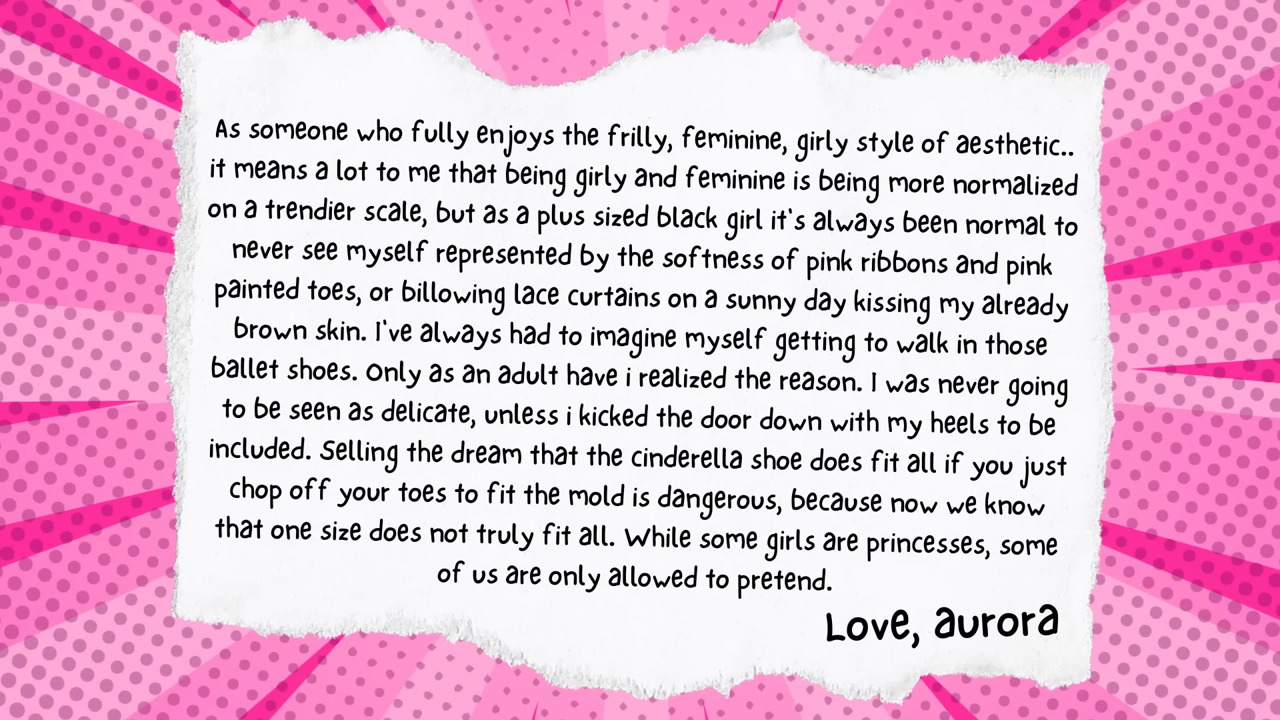 As someone who fully enjoys the frilly, feminine, girly style of aesthetic..
it means a lot to me that being girly and feminine is being more normalized
on a trendier scale, but as a plus sized black girl it's always been normal to
never see myself represented by the softness of pink ribbons and pink
painted toes, or billowing lace curtains on a sunny day kissing my already
brown skin. I've always had to imagine myself getting to walk in those
ballet shoes. Only as an adult have i realized the reason. I was never going
to be seen as delicate, unless i kicked the door down with my heels to be
included. Selling the dream that the cinderella shoe does fit all if you just
chop off your toes to fit the mold is dangerous, because now we know
that one size does not truly fit all. While some girls are princesses, some
of us are only allowed to pretend.
Love, aurora